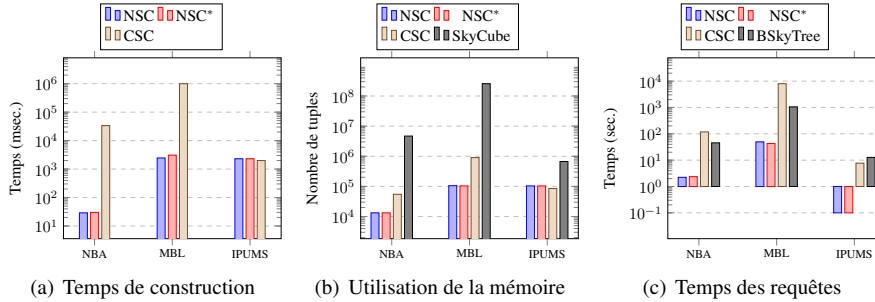 NSC NSC*
CSC
Temps (msec.)
10^6
10^5
10^4
10^3
10^2
10^1
NBA MBL IPUMS
(a) Temps de construction
NSC NSC*
CSC SkyCube
Nombre de tuples
10^8
10^7
10^6
10^5
10^4
NBA MBL IPUMS
(b) Utilisation de la mémoire
NSC NSC*
CSC BSkyTree
Temps (sec.)
10^4
10^3
10^2
10^1
10^0
10^−1
NBA MBL IPUMS
(c) Temps des requêtes